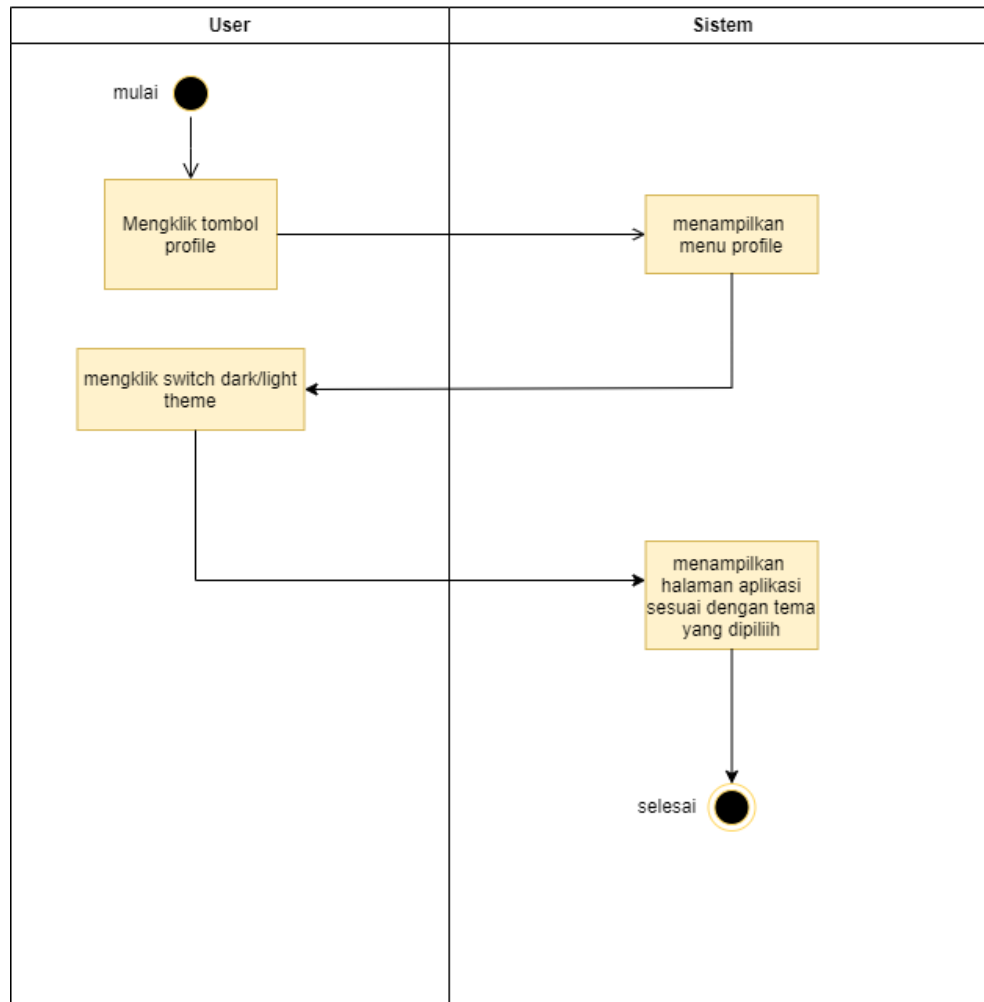 User
Sistem
mulai
Mengklik tombol
profile
menampilkan
menu profile
mengklik switch dark/light
theme
menampilkan
halaman aplikasi
sesuai dengan tema
yang dipiliih
selesai